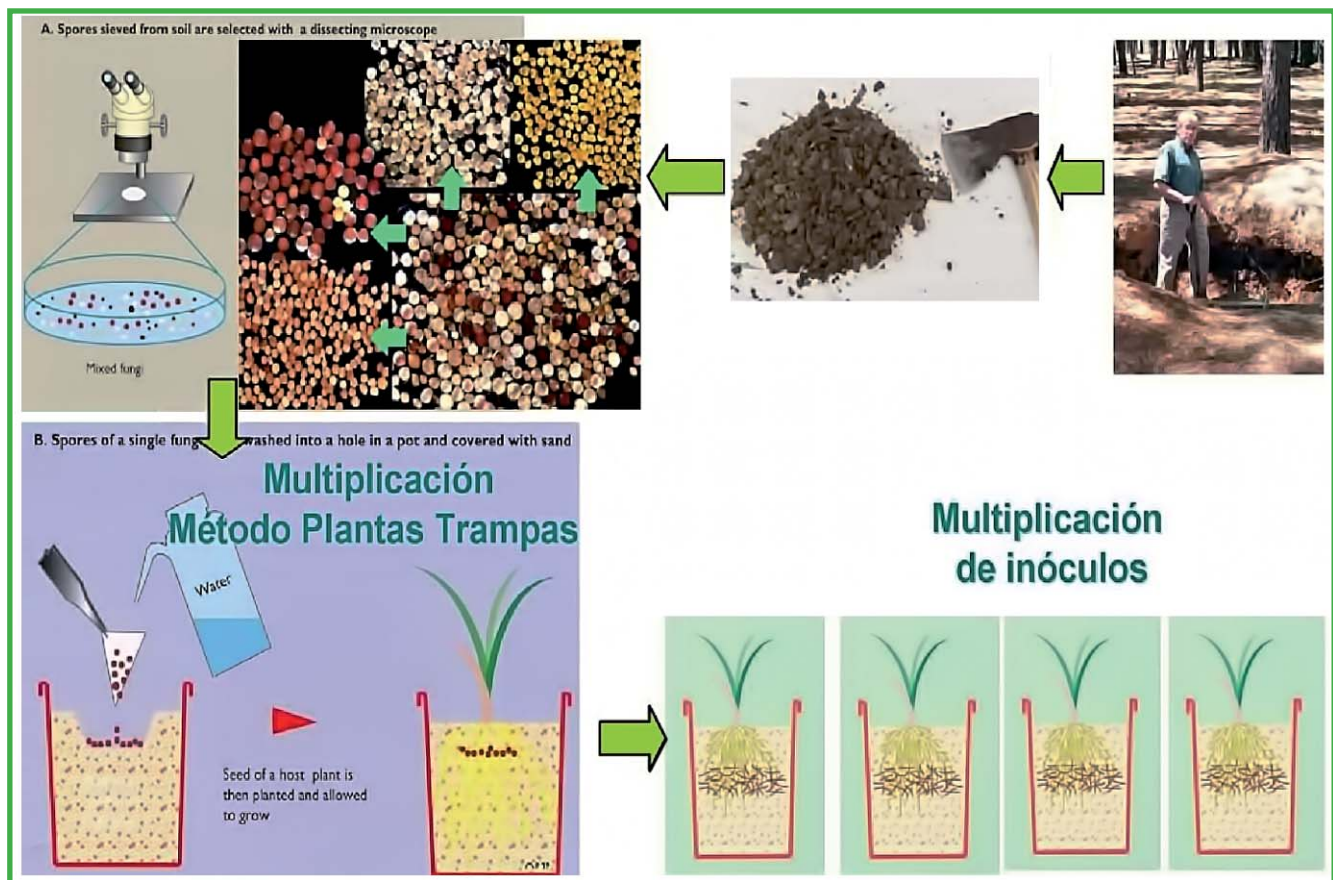 A. Spores sieved from soil are selected with a dissecting microscope
Mixed fungi
B. Spores of a single fung washed into a hole in a pot and covered with sand
Multiplicación
Método Plantas Trampas
Water
Seed of a host plant is
then planted and allowed
to grow
Multiplicación
de inóculos